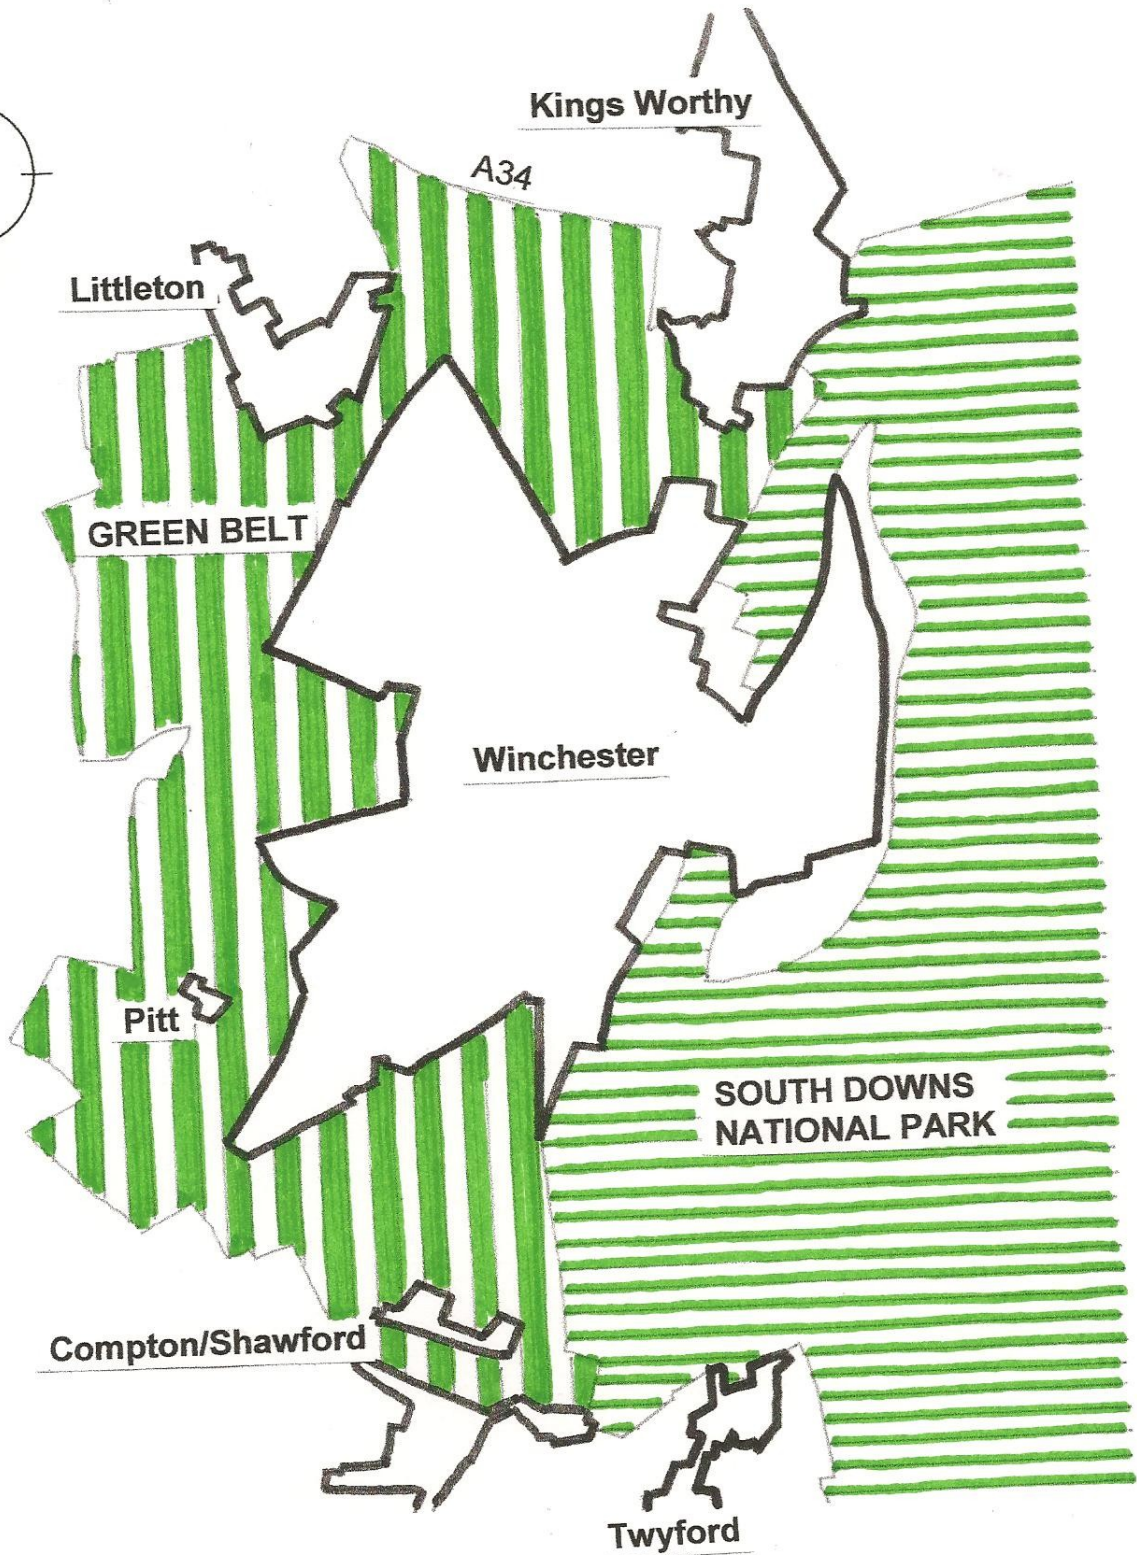 Kings Worthy
A34
Littleton
GREEN BELT
Winchester
Pitt
SOUTH DOWNS
NATIONAL PARK
Compton/Shawford
Twyford